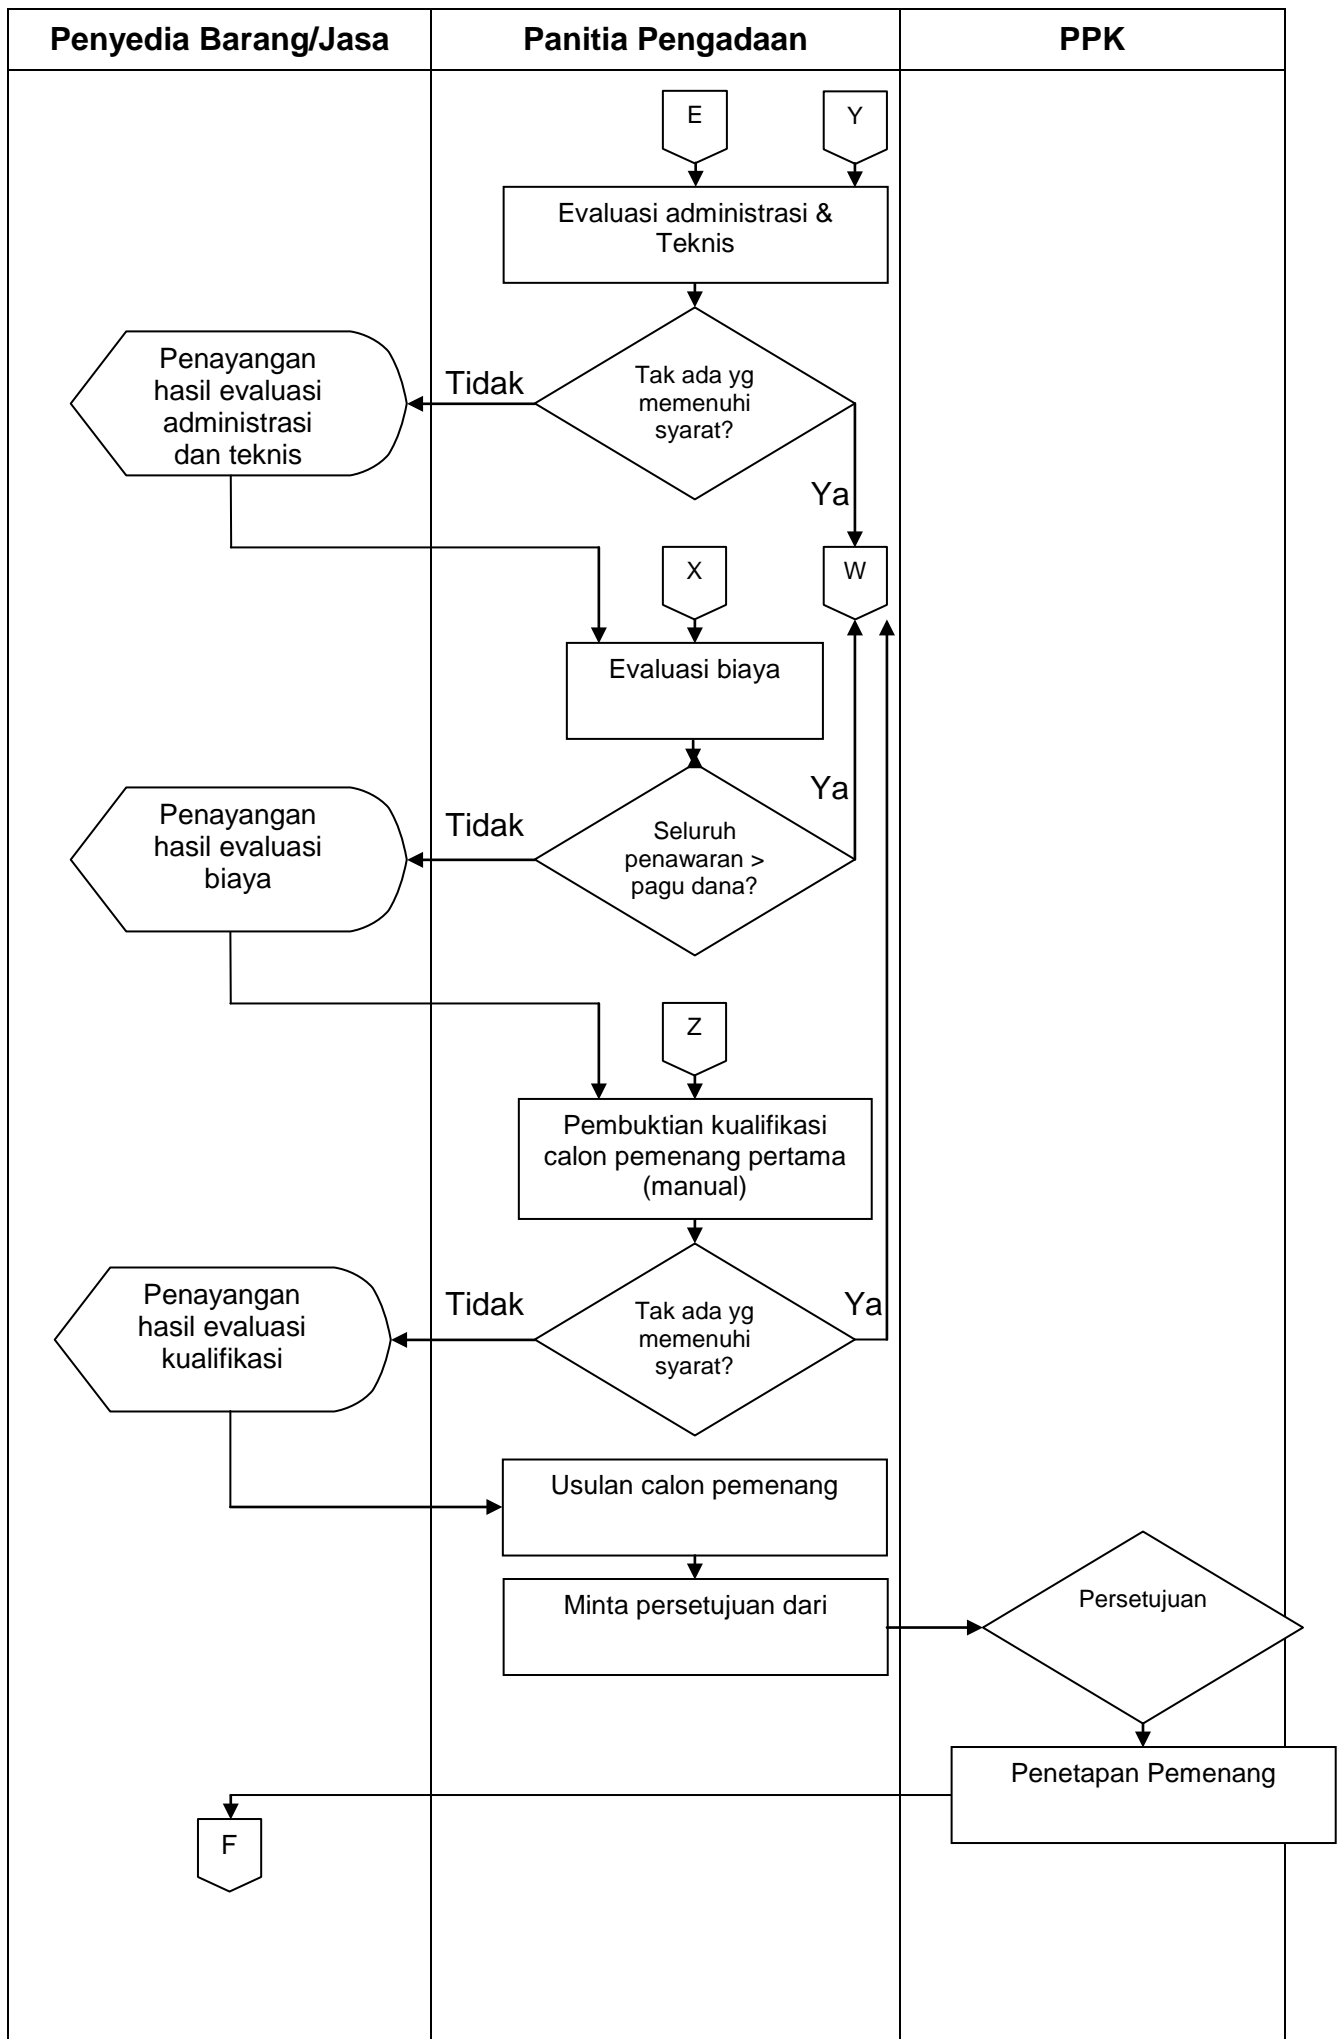 Penyedia Barang/Jasa
Panitia Pengadaan
PPK
E
Y
Evaluasi administrasi &
Teknis
Penayangan
hasil evaluasi
administrasi
dan teknis
Tidak
Tak ada yg
memenuhi
syarat?
Ya
X
W
Evaluasi biaya
Penayangan
hasil evaluasi
biaya
Tidak
Seluruh
penawaran >
pagu dana?
Ya
Z
Pembuktian kualifikasi
calon pemenang pertama
(manual)
Penayangan
hasil evaluasi
kualifikasi
Tidak
Tak ada yg
memenuhi
syarat?
Ya
Usulan calon pemenang
Minta persetujuan dari
Persetujuan
Penetapan Pemenang
F